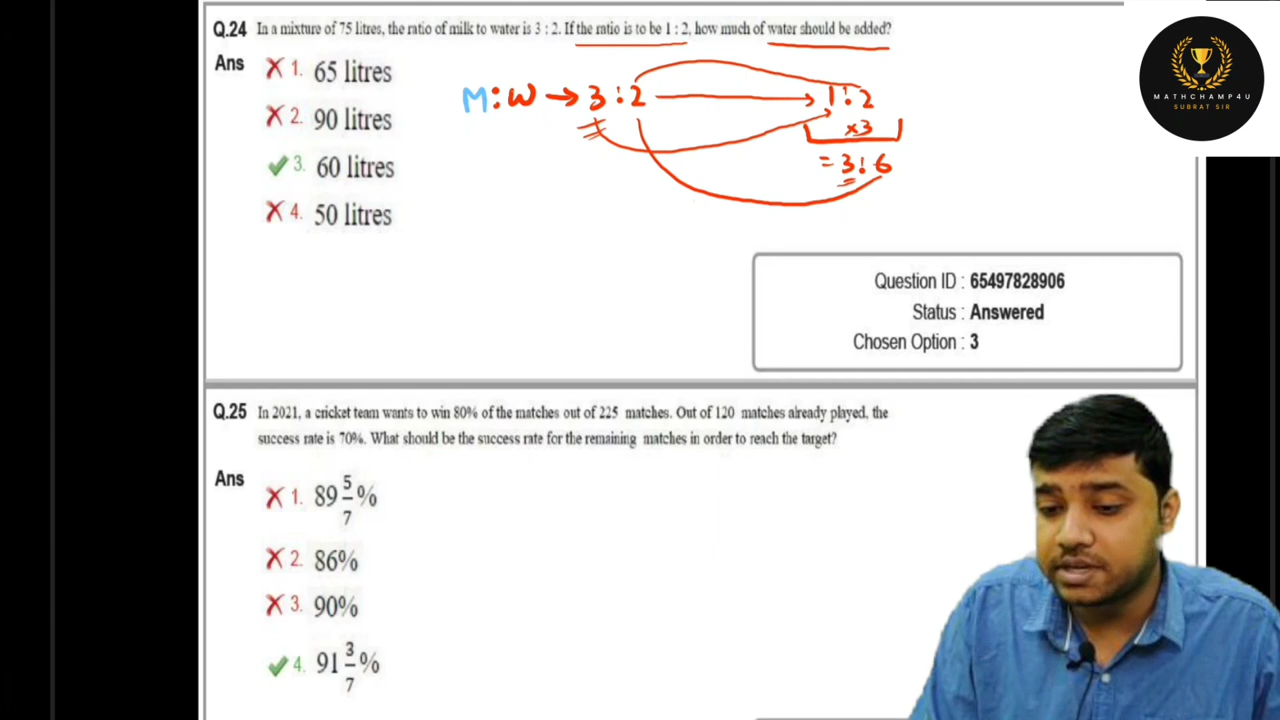 Q.24 In a mixture of 75 litres, the ratio of milk to water is 3 : 2. If the ratio is to be 1 : 2, how much of water should be added?
Ans
1. 65 litres
2. 90 litres
3. 60 litres
4. 50 litres
M:W → 3 : 2 → 1 : 2
×3
= 3 : 6
MATHCHAMP4U
SUBRAT SIR
Question ID : 65497828906
Status : Answered
Chosen Option : 3
Q.25 In 2021, a cricket team wants to win 80% of the matches out of 225 matches. Out of 120 matches already played, the
success rate is 70%. What should be the success rate for the remaining matches in order to reach the target?
Ans
1. 89 5/7 %
2. 86%
3. 90%
4. 91 3/7 %